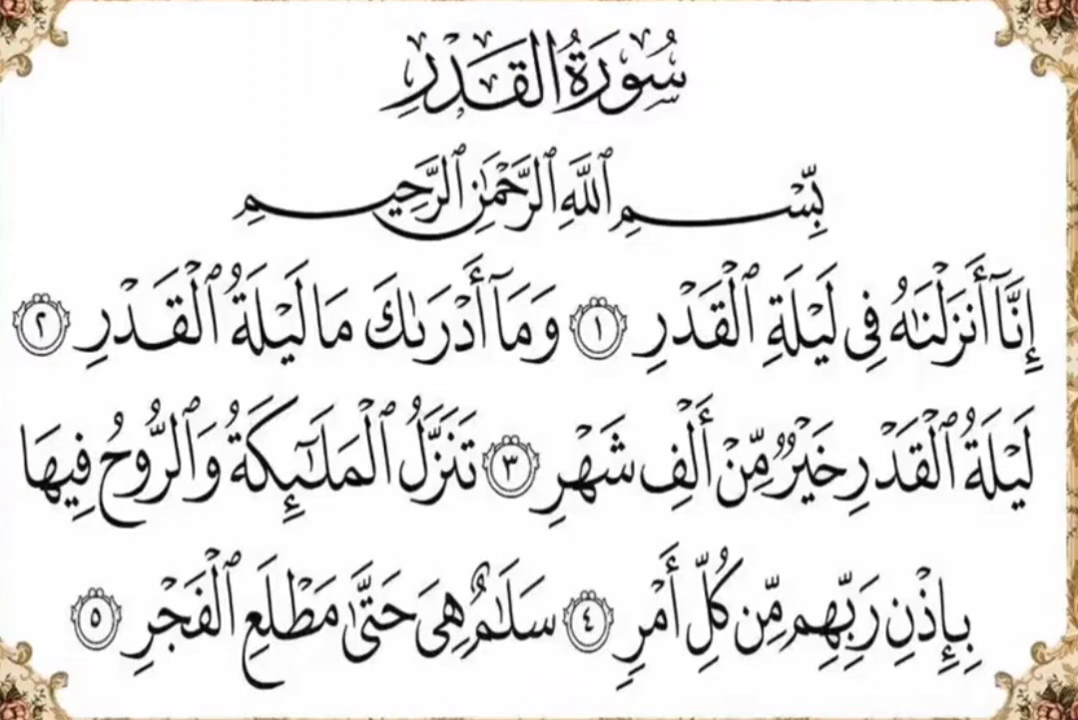 سُورَةُ القَدْرِ
بِسْمِ ٱللَّهِ ٱلرَّحْمَٰنِ ٱلرَّحِيمِ
إِنَّآ أَنزَلْنَٰهُ فِى لَيْلَةِ ٱلْقَدْرِ ١ وَمَآ أَدْرَىٰكَ مَا لَيْلَةُ ٱلْقَدْرِ ٢
لَيْلَةُ ٱلْقَدْرِ خَيْرٌ مِّنْ أَلْفِ شَهْرٍ ٣ تَنَزَّلُ ٱلْمَلَٰٓئِكَةُ وَٱلرُّوحُ فِيهَا
بِإِذْنِ رَبِّهِم مِّن كُلِّ أَمْرٍ ٤ سَلَٰمٌ هِىَ حَتَّىٰ مَطْلَعِ ٱلْفَجْرِ ٥